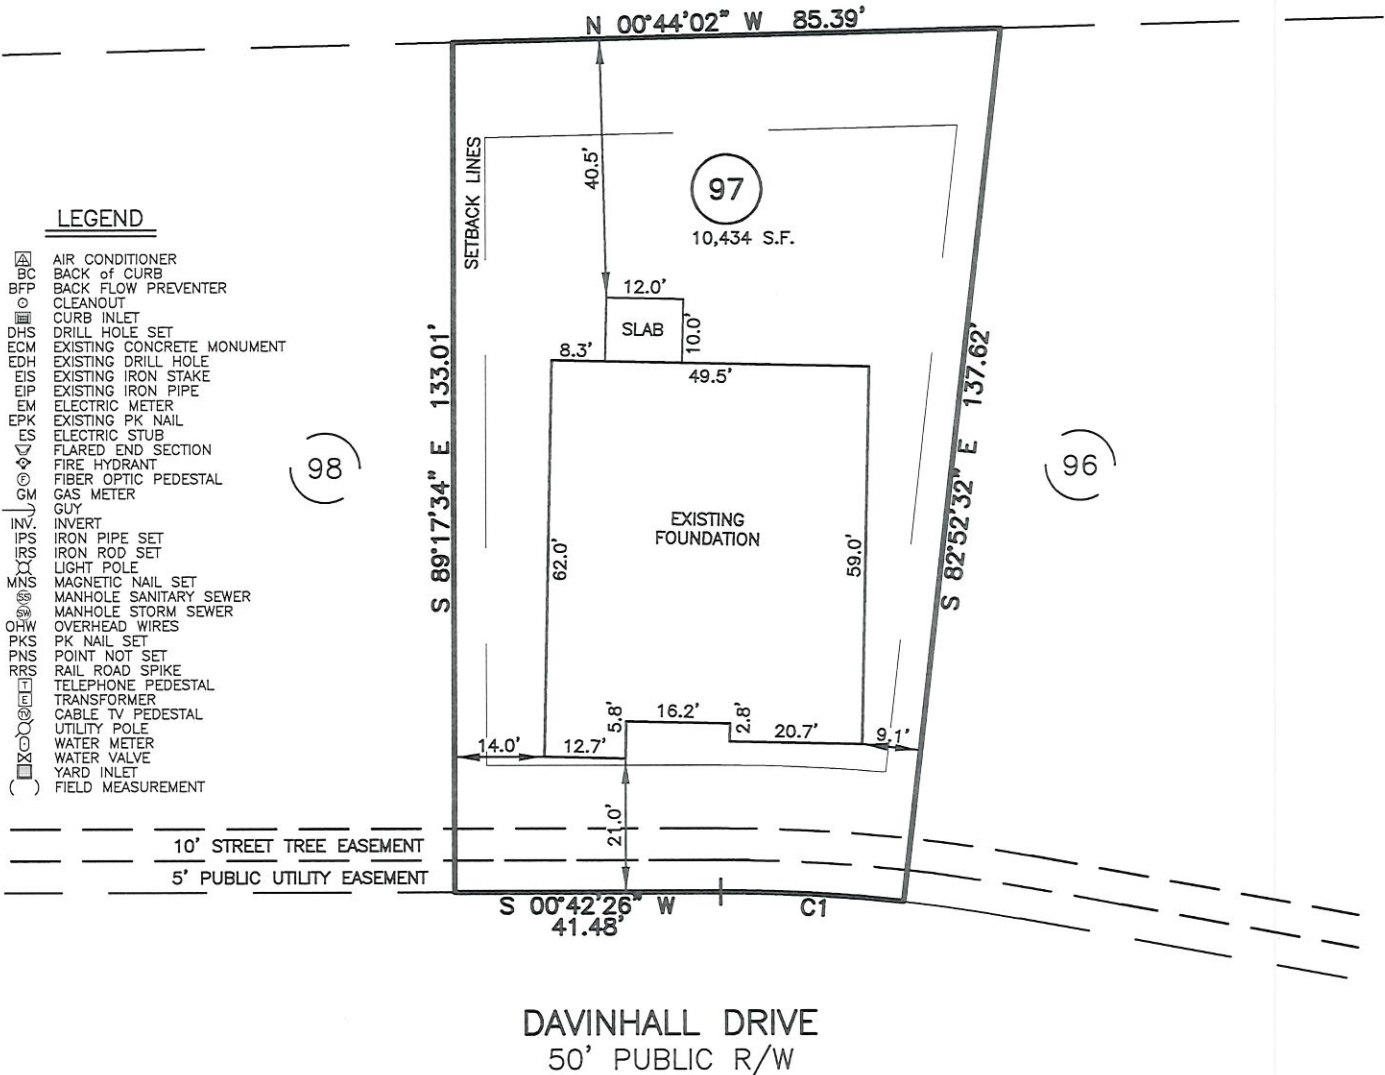 N 00°44'02" W 85.39'
SETBACK LINES
40.5'
97
10,434 S.F.
12.0'
SLAB
10.0'
8.3'
49.5'
S 89°17'34" E 133.01'
S 82°52'32" E 137.62'
98
96
EXISTING
FOUNDATION
62.0'
59.0'
5.8'
16.2'
2.8'
20.7'
9.1'
14.0'
12.7'
21.0'
LEGEND
A AIR CONDITIONER
BC BACK of CURB
BFP BACK FLOW PREVENTER
CLEANOUT
CURB INLET
DHS DRILL HOLE SET
ECM EXISTING CONCRETE MONUMENT
EDH EXISTING DRILL HOLE
EIS EXISTING IRON STAKE
EIP EXISTING IRON PIPE
EM ELECTRIC METER
EPK EXISTING PK NAIL
ES ELECTRIC STUB
FLARED END SECTION
FIRE HYDRANT
F FIBER OPTIC PEDESTAL
GM GAS METER
GUY
INV. INVERT
IPS IRON PIPE SET
IRS IRON ROD SET
LIGHT POLE
MNS MAGNETIC NAIL SET
SS MANHOLE SANITARY SEWER
SW MANHOLE STORM SEWER
OHW OVERHEAD WIRES
PKS PK NAIL SET
PNS POINT NOT SET
RRS RAIL ROAD SPIKE
T TELEPHONE PEDESTAL
E TRANSFORMER
TV CABLE TV PEDESTAL
UTILITY POLE
WATER METER
WATER VALVE
YARD INLET
( ) FIELD MEASUREMENT
10' STREET TREE EASEMENT
5' PUBLIC UTILITY EASEMENT
S 00°42'26" W
41.48'
C1
DAVINHALL DRIVE
50' PUBLIC R/W